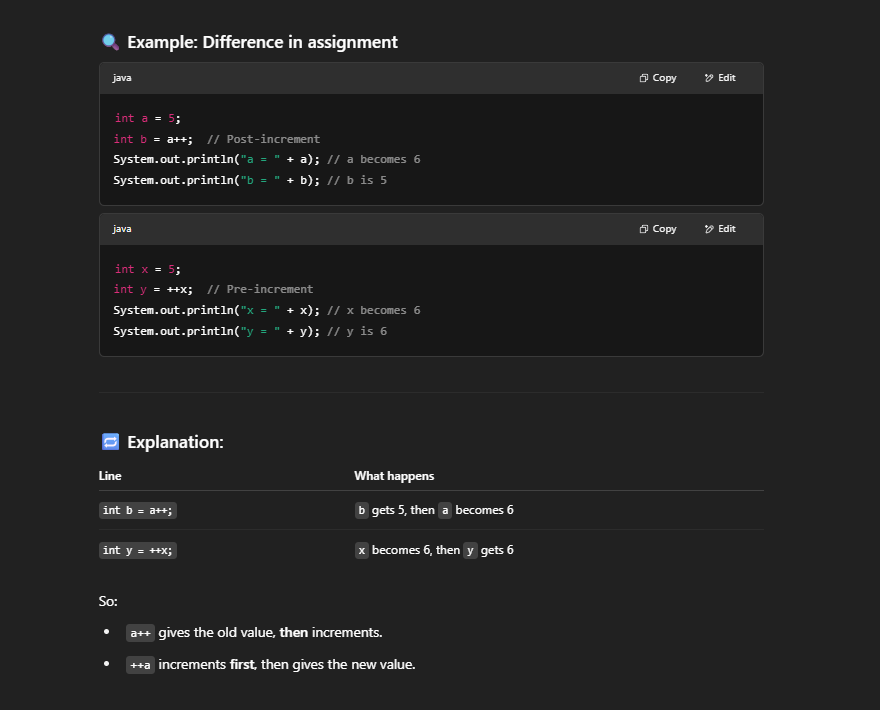 Example: Difference in assignment
java Copy Edit
int a = 5;
int b = a++;  // Post-increment
System.out.println("a = " + a); // a becomes 6
System.out.println("b = " + b); // b is 5
java Copy Edit
int x = 5;
int y = ++x;  // Pre-increment
System.out.println("x = " + x); // x becomes 6
System.out.println("y = " + y); // y is 6
Explanation:
Line What happens
int b = a++; b gets 5, then a becomes 6
int y = ++x; x becomes 6, then y gets 6
So:
• a++ gives the old value, then increments.
• ++a increments first, then gives the new value.